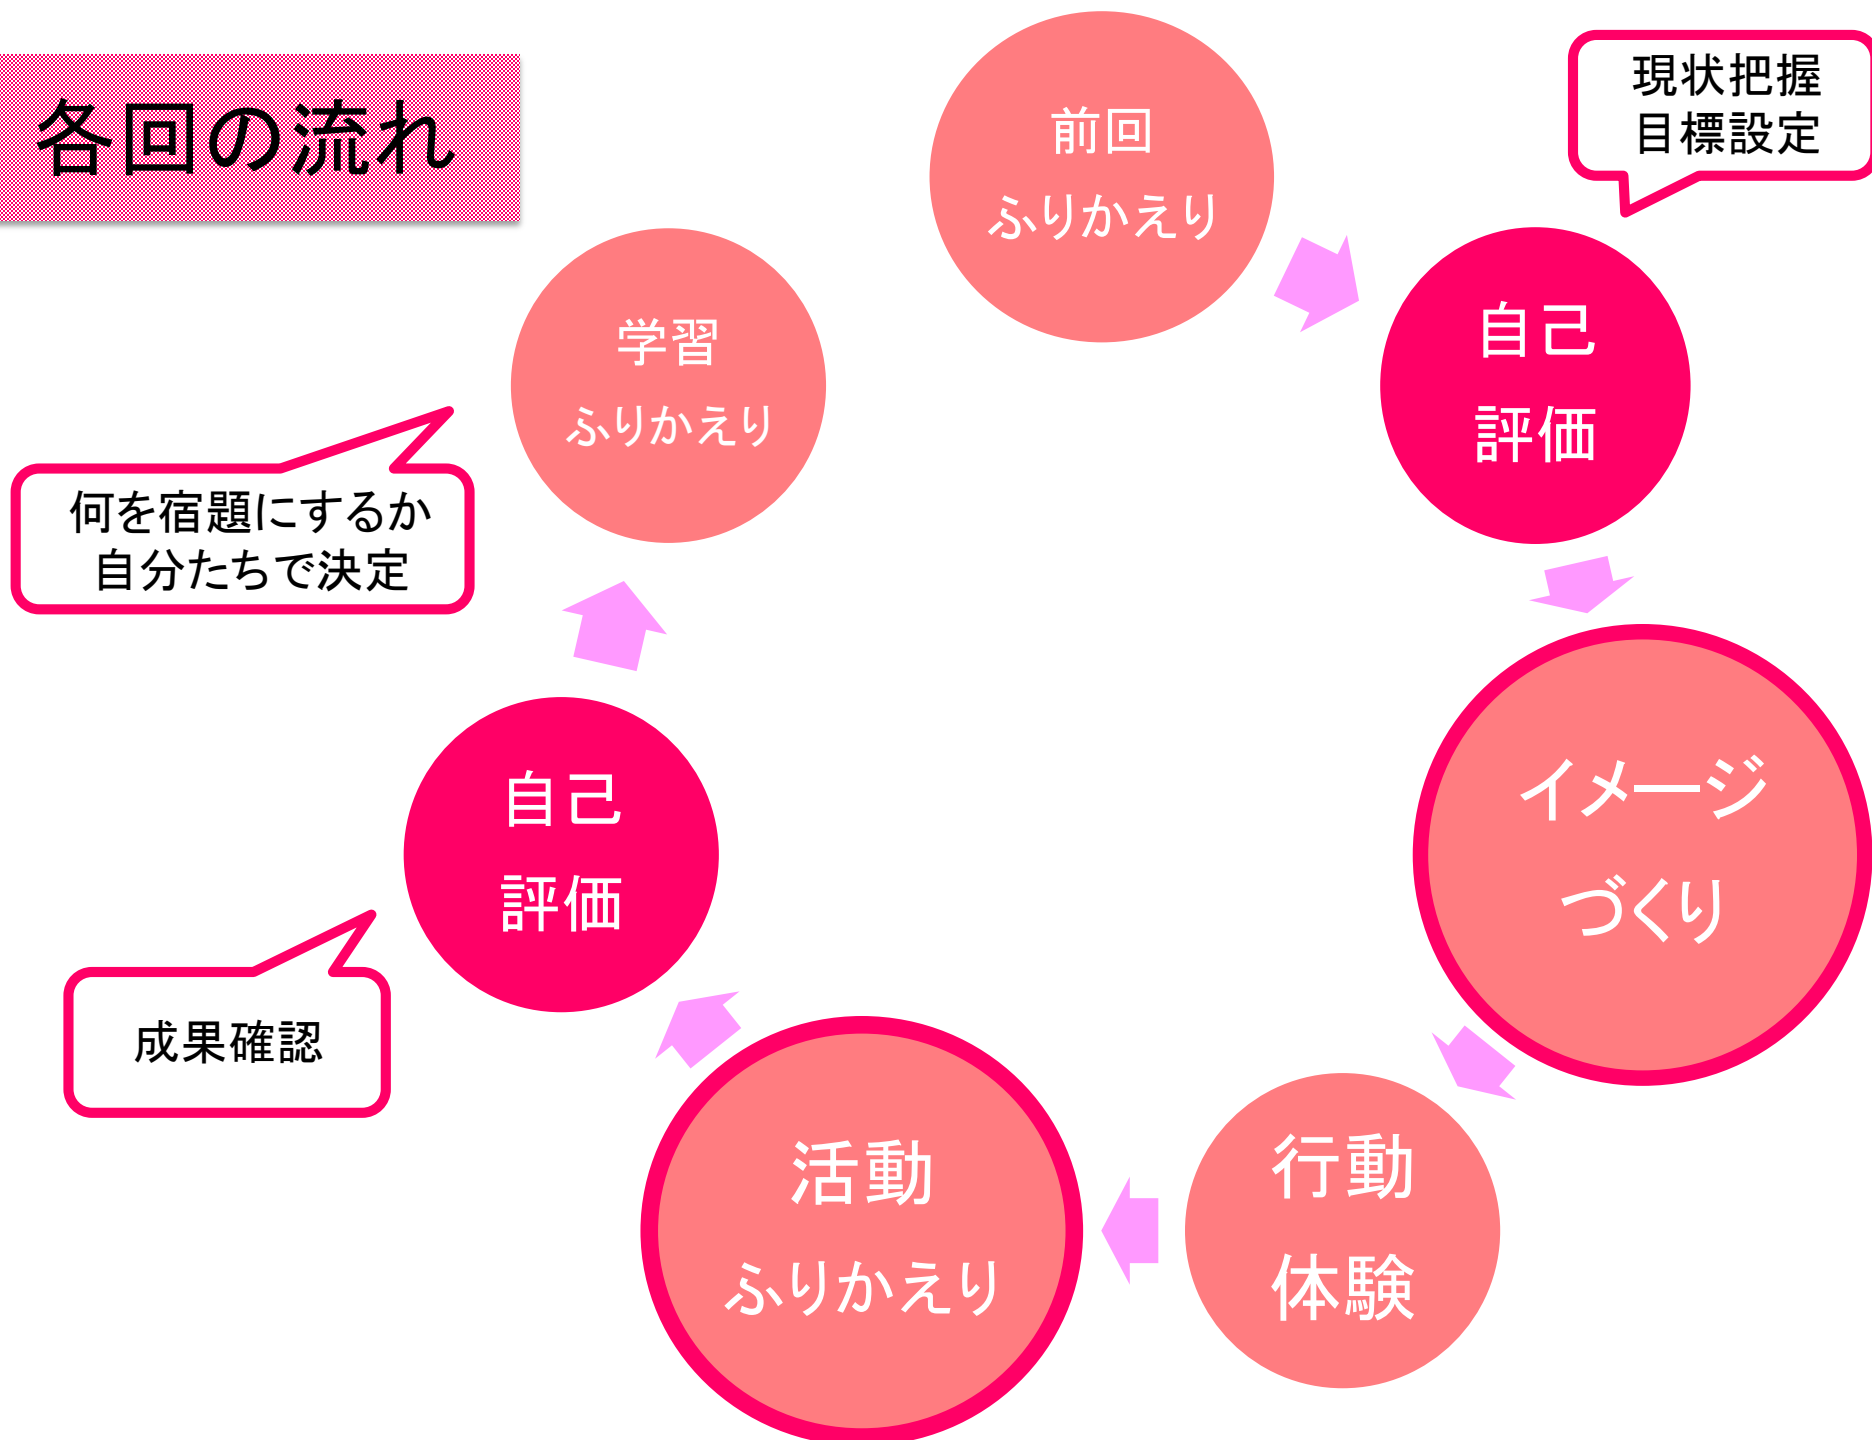 各回の流れ
前回
ふりかえり
現状把握
目標設定
自己
評価
イメージ
づくり
行動
体験
活動
ふりかえり
自己
評価
成果確認
学習
ふりかえり
何を宿題にするか
自分たちで決定